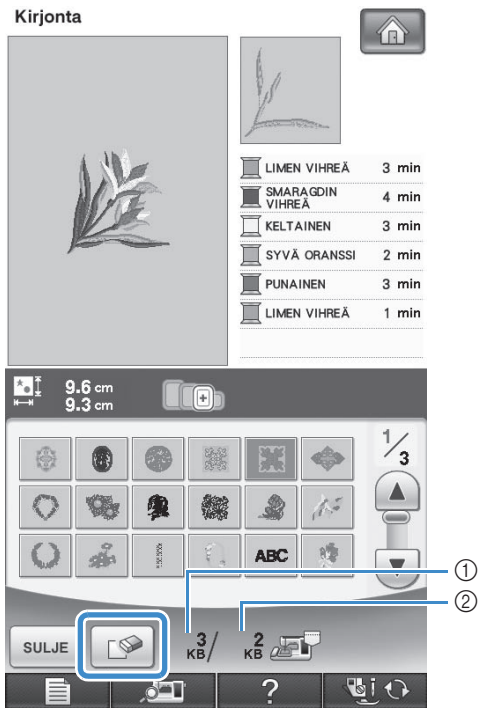 Kirjonta
LIMEN VIHREÄ 3 min
SMARAGDIN
VIHREÄ 4 min
KELTAINEN 3 min
SYVÄ ORANSSI 2 min
PUNAINEN 3 min
LIMEN VIHREÄ 1 min
9.6 cm
9.3 cm
1/3
ABC
①
②
SULJE 3 KB/ 2 KB
?